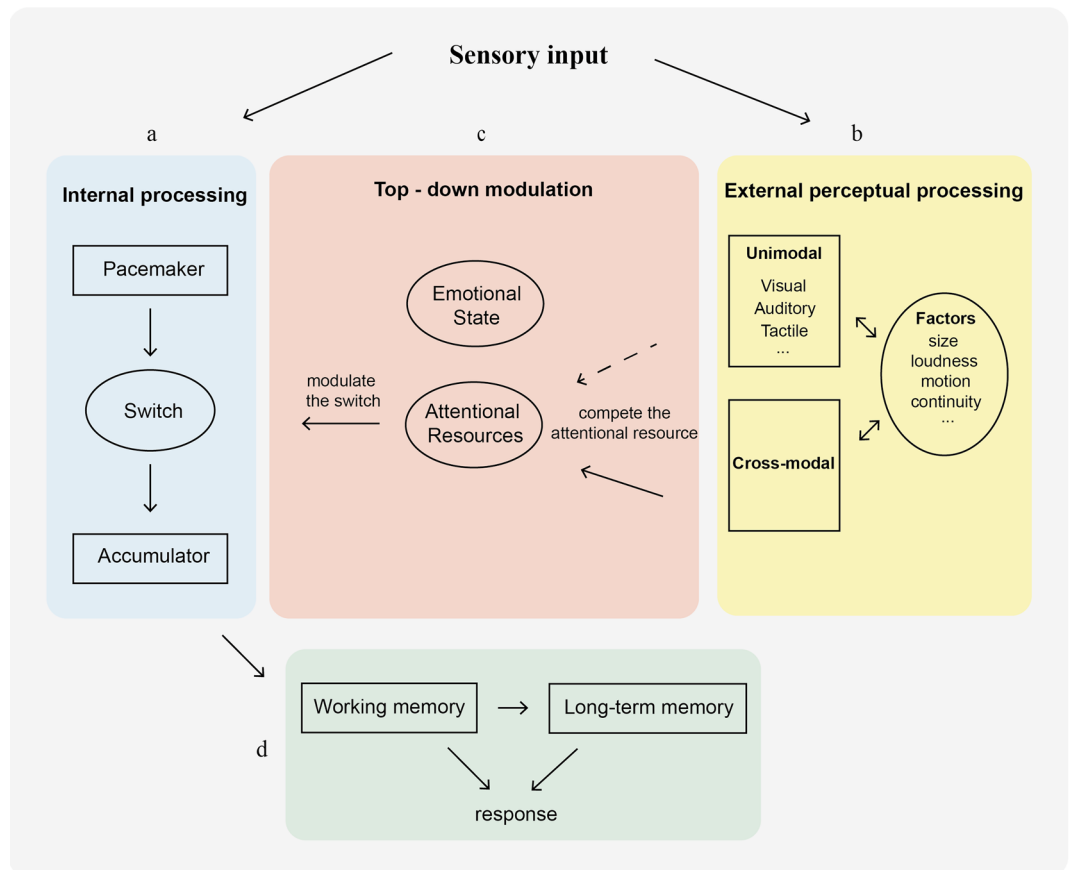 Sensory input
a
c
b
Internal processing
Pacemaker
Switch
Accumulator
Top - down modulation
Emotional
State
modulate
the switch
Attentional
Resources
compete the
attentional resource
External perceptual processing
Unimodal
Visual
Auditory
Tactile
...
Cross-modal
Factors
size
loudness
motion
continuity
...
d
Working memory
Long-term memory
response